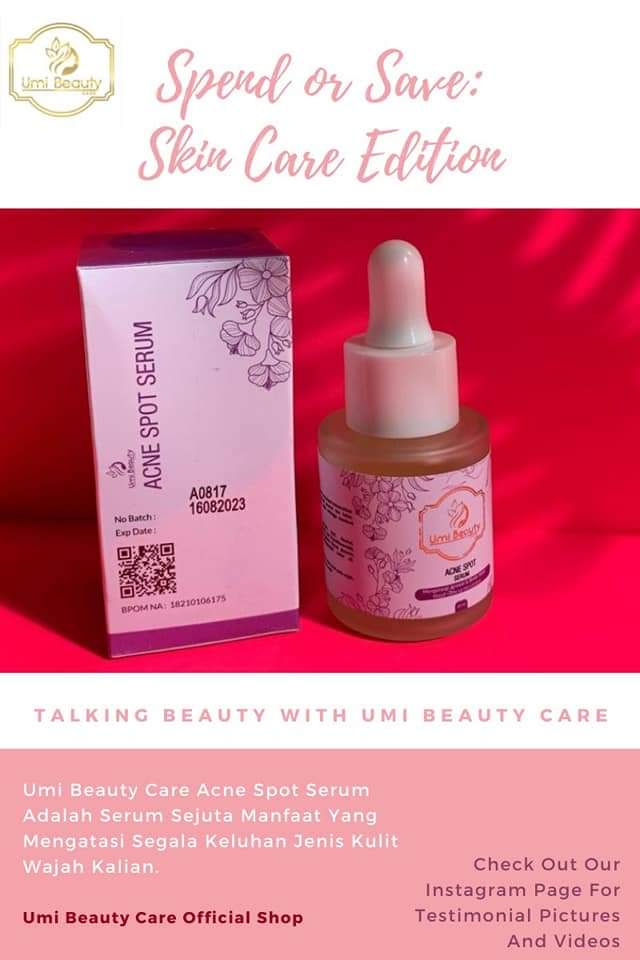 Umi Beauty
CARE
Spend or Save:
Skin Care Edition
Umi Beauty
ACNE SPOT SERUM
No Batch : A0817
Exp Date : 16082023
BPOM NA : 18210106175
Umi Beauty
ACNE SPOT
SERUM
TALKING BEAUTY WITH UMI BEAUTY CARE
Umi Beauty Care Acne Spot Serum
Adalah Serum Sejuta Manfaat Yang
Mengatasi Segala Keluhan Jenis Kulit
Wajah Kalian.
Umi Beauty Care Official Shop
Check Out Our
Instagram Page For
Testimonial Pictures
And Videos